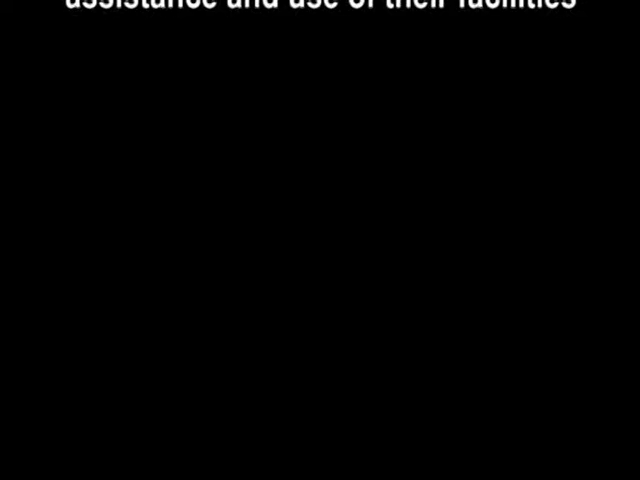 assistance and use of their facilities